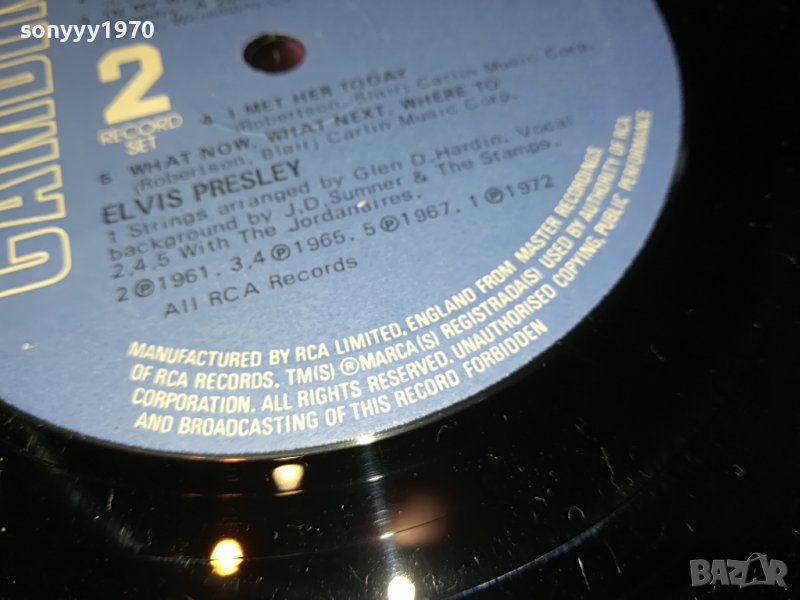 sonyyy1970
CAMDEN
2
RECORD
SET
4 I MET HER TODAY
(Robertson, Blair) Carlin Music Corp.
5 WHAT NOW, WHAT NEXT, WHERE TO
(Robertson, Blair) Carlin Music Corp.
ELVIS PRESLEY
1 Strings arranged by Glen D. Hardin. Vocal
background by J.D. Sumner & The Stamps.
2.4.5 With The Jordanaires.
2 ℗ 1961. 3.4 ℗ 1965. 5 ℗ 1967. 1 ℗ 1972
All RCA Records
MANUFACTURED BY RCA LIMITED, ENGLAND FROM MASTER RECORDINGS
OF RCA RECORDS. TM(S) ® MARCA(S) REGISTRADA(S) USED BY AUTHORITY OF RCA
CORPORATION. ALL RIGHTS RESERVED. UNAUTHORISED COPYING, PUBLIC PERFORMANCE
AND BROADCASTING OF THIS RECORD FORBIDDEN
BAZAR